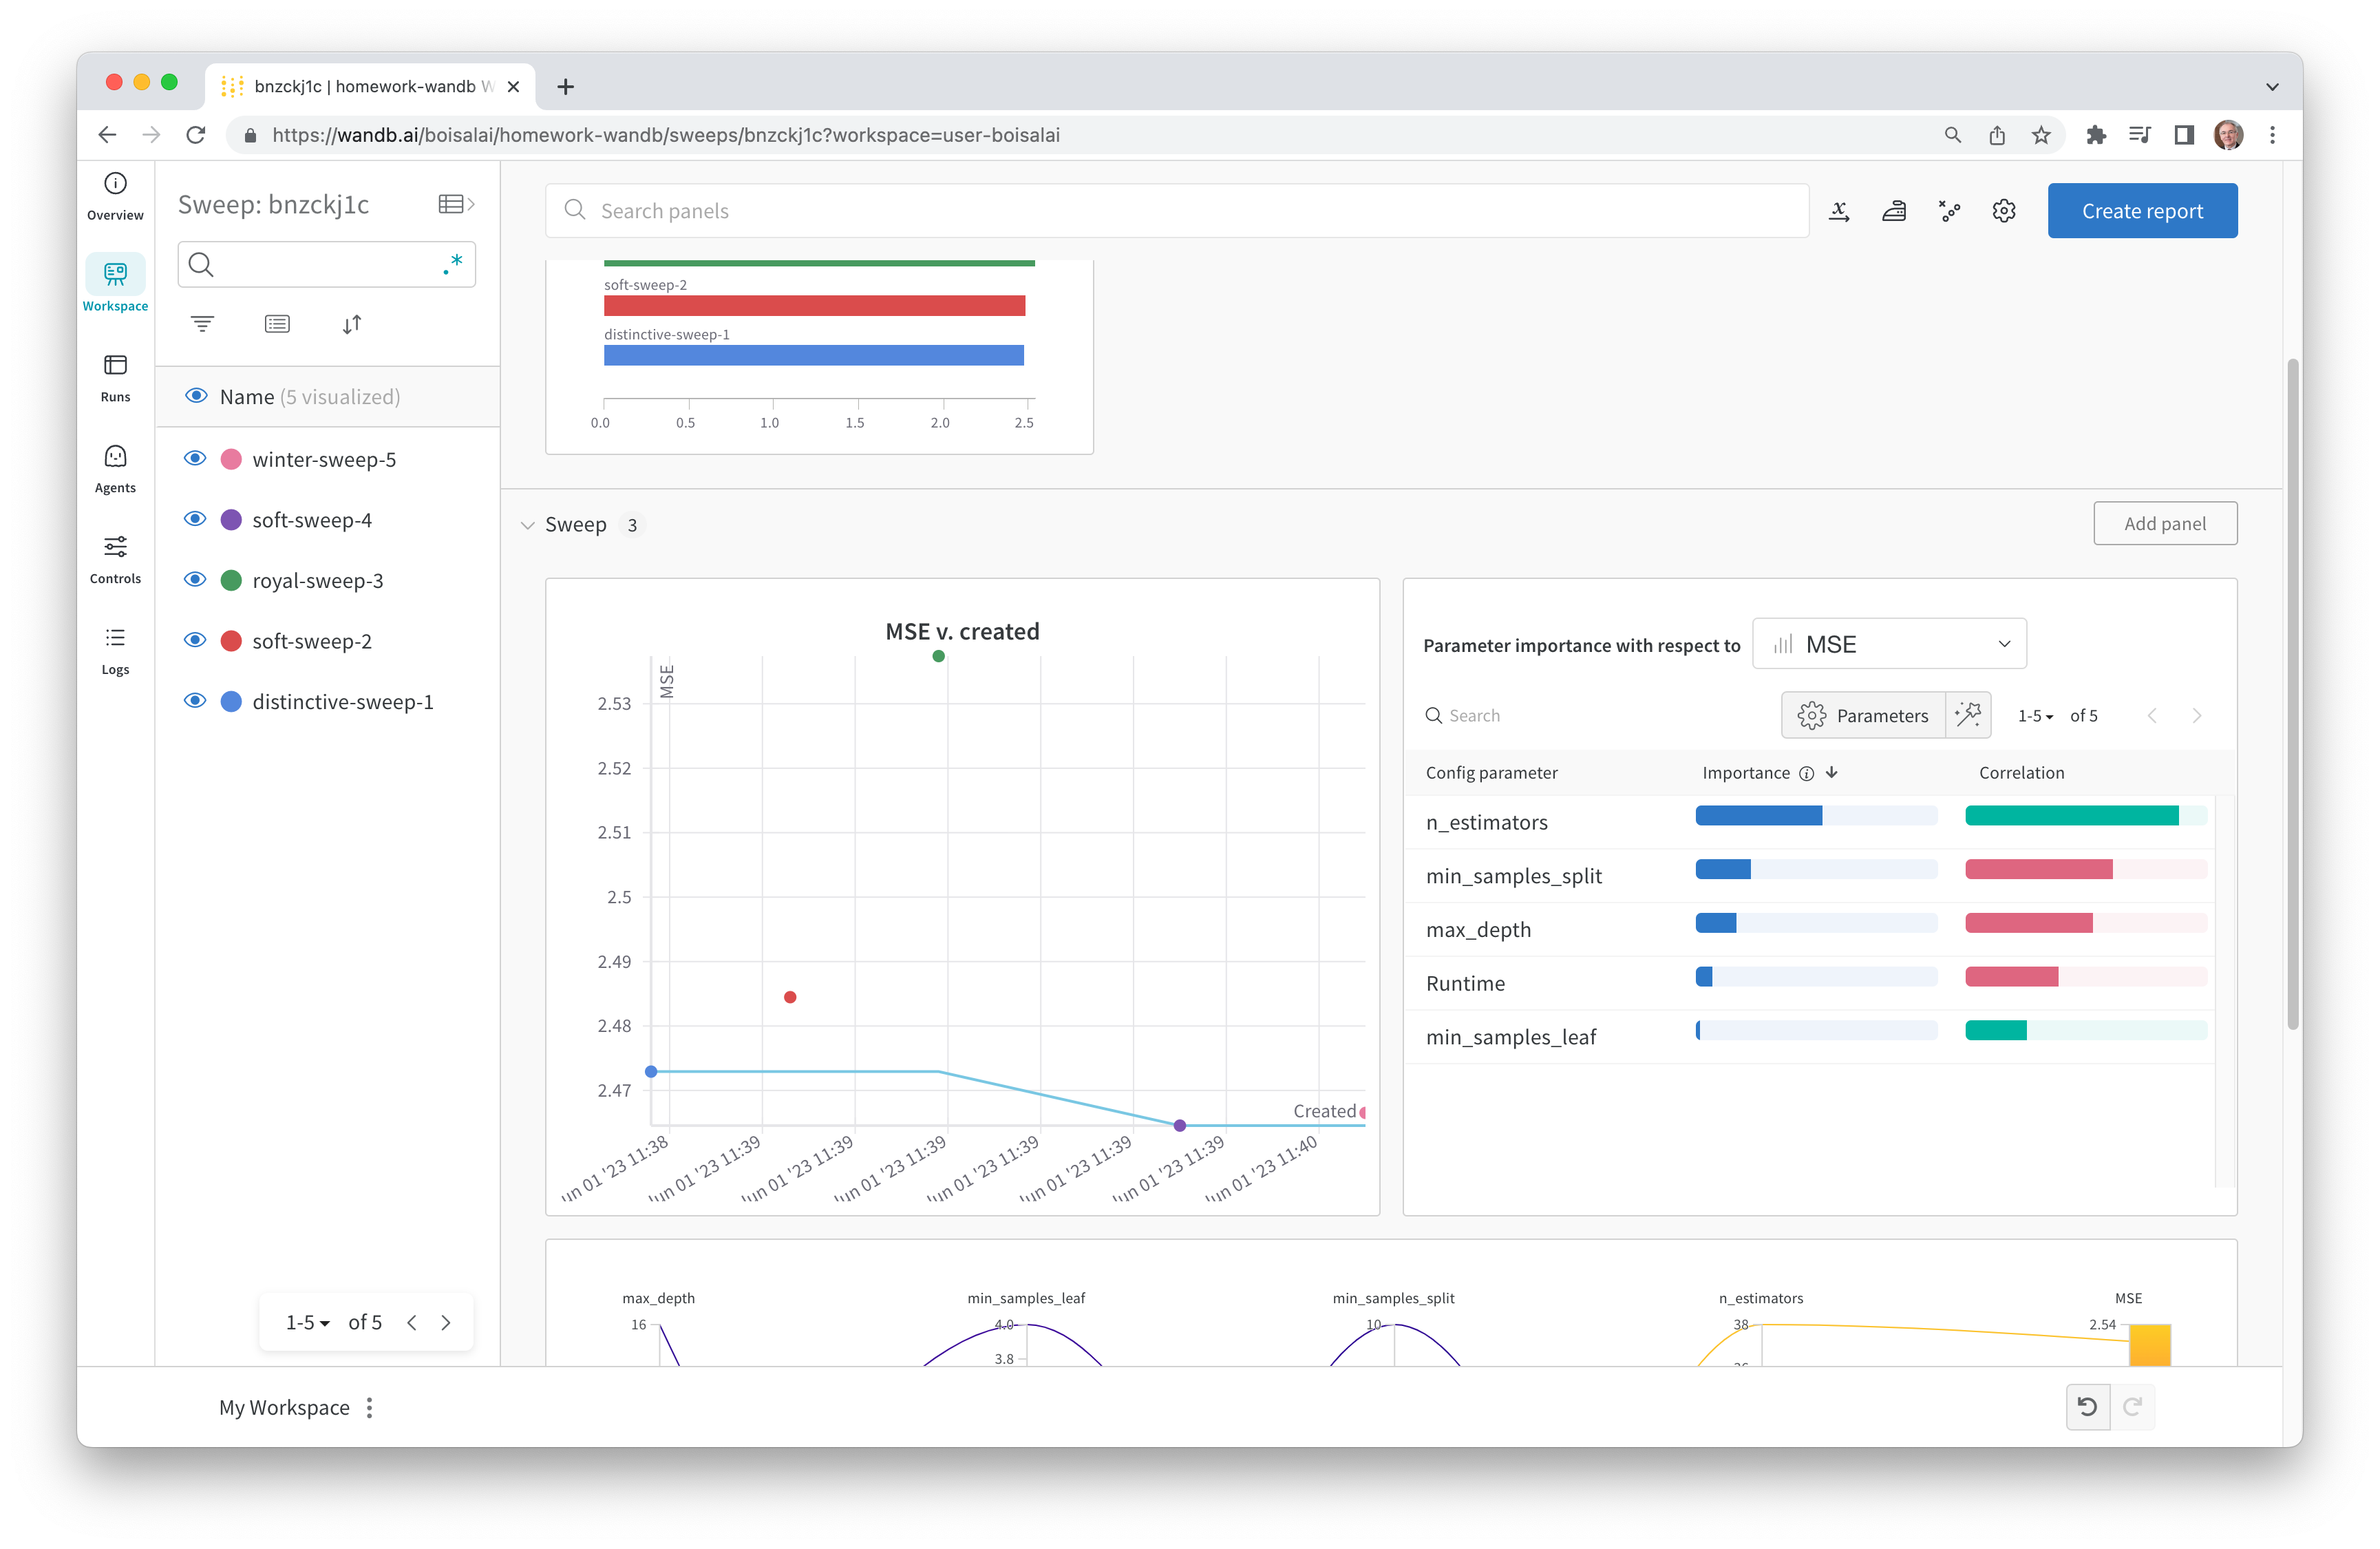 bnzckj1c | homework-wandb W
https://wandb.ai/boisalai/homework-wandb/sweeps/bnzckj1c?workspace=user-boisalai
Overview
Workspace
Runs
Agents
Controls
Logs
Sweep: bnzckj1c
.*
Name (5 visualized)
winter-sweep-5
soft-sweep-4
royal-sweep-3
soft-sweep-2
distinctive-sweep-1
1-5 of 5
Search panels
Create report
soft-sweep-2
distinctive-sweep-1
0.0 0.5 1.0 1.5 2.0 2.5
Sweep 3
Add panel
MSE v. created
MSE
2.53
2.52
2.51
2.5
2.49
2.48
2.47
Created
un 01 '23 11:38
un 01 '23 11:39
un 01 '23 11:39
un 01 '23 11:39
un 01 '23 11:39
un 01 '23 11:39
un 01 '23 11:39
un 01 '23 11:40
Parameter importance with respect to MSE
Search
Parameters
1-5 of 5
Config parameter Importance Correlation
n_estimators
min_samples_split
max_depth
Runtime
min_samples_leaf
max_depth min_samples_leaf min_samples_split n_estimators MSE
16 4.0 10 38 2.54
3.8
My Workspace